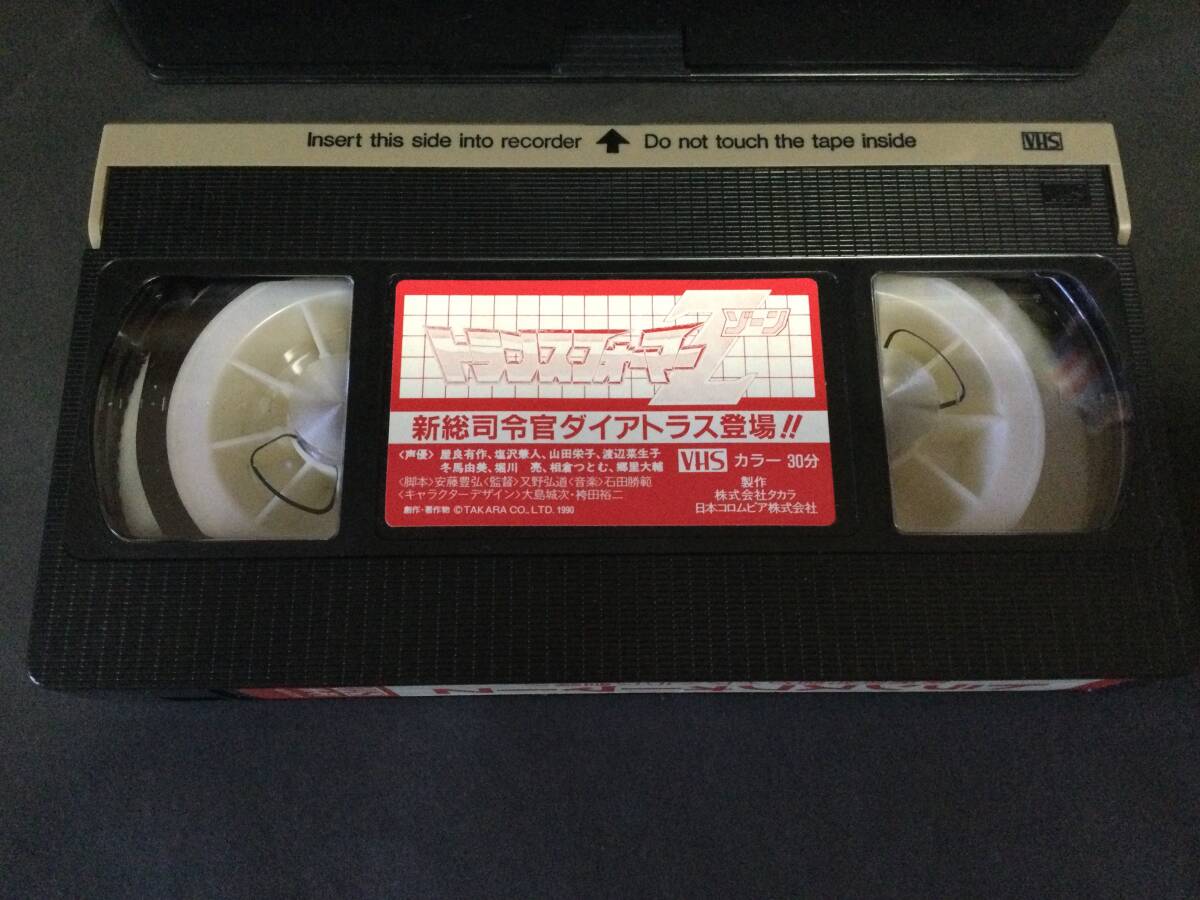 Insert this side into recorder ↑ Do not touch the tape inside VHS
トランスフォーマーZ
ゾーン
新総司令官ダイアトラス登場!!
〈声優〉屋良有作、塩沢兼人、山田栄子、渡辺菜生子
冬馬由美、堀川 亮、相倉つとむ、郷里大輔
VHS カラー 30分
〈脚本〉安藤豊弘〈監督〉又野弘道〈音楽〉石田勝範
〈キャラクターデザイン〉大島城次・袴田裕二
製作
株式会社タカラ
日本コロムビア株式会社
創作・著作物 ©TAKARA CO., LTD. 1990